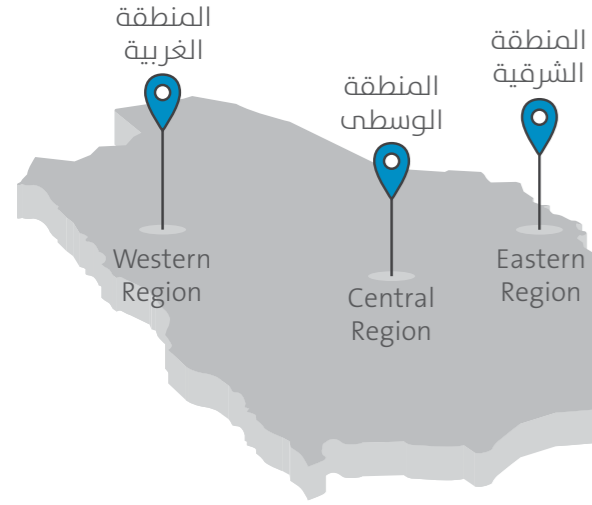 المنطقة
الغربية
المنطقة
الوسطى
المنطقة
الشرقية
Western
Region
Central
Region
Eastern
Region